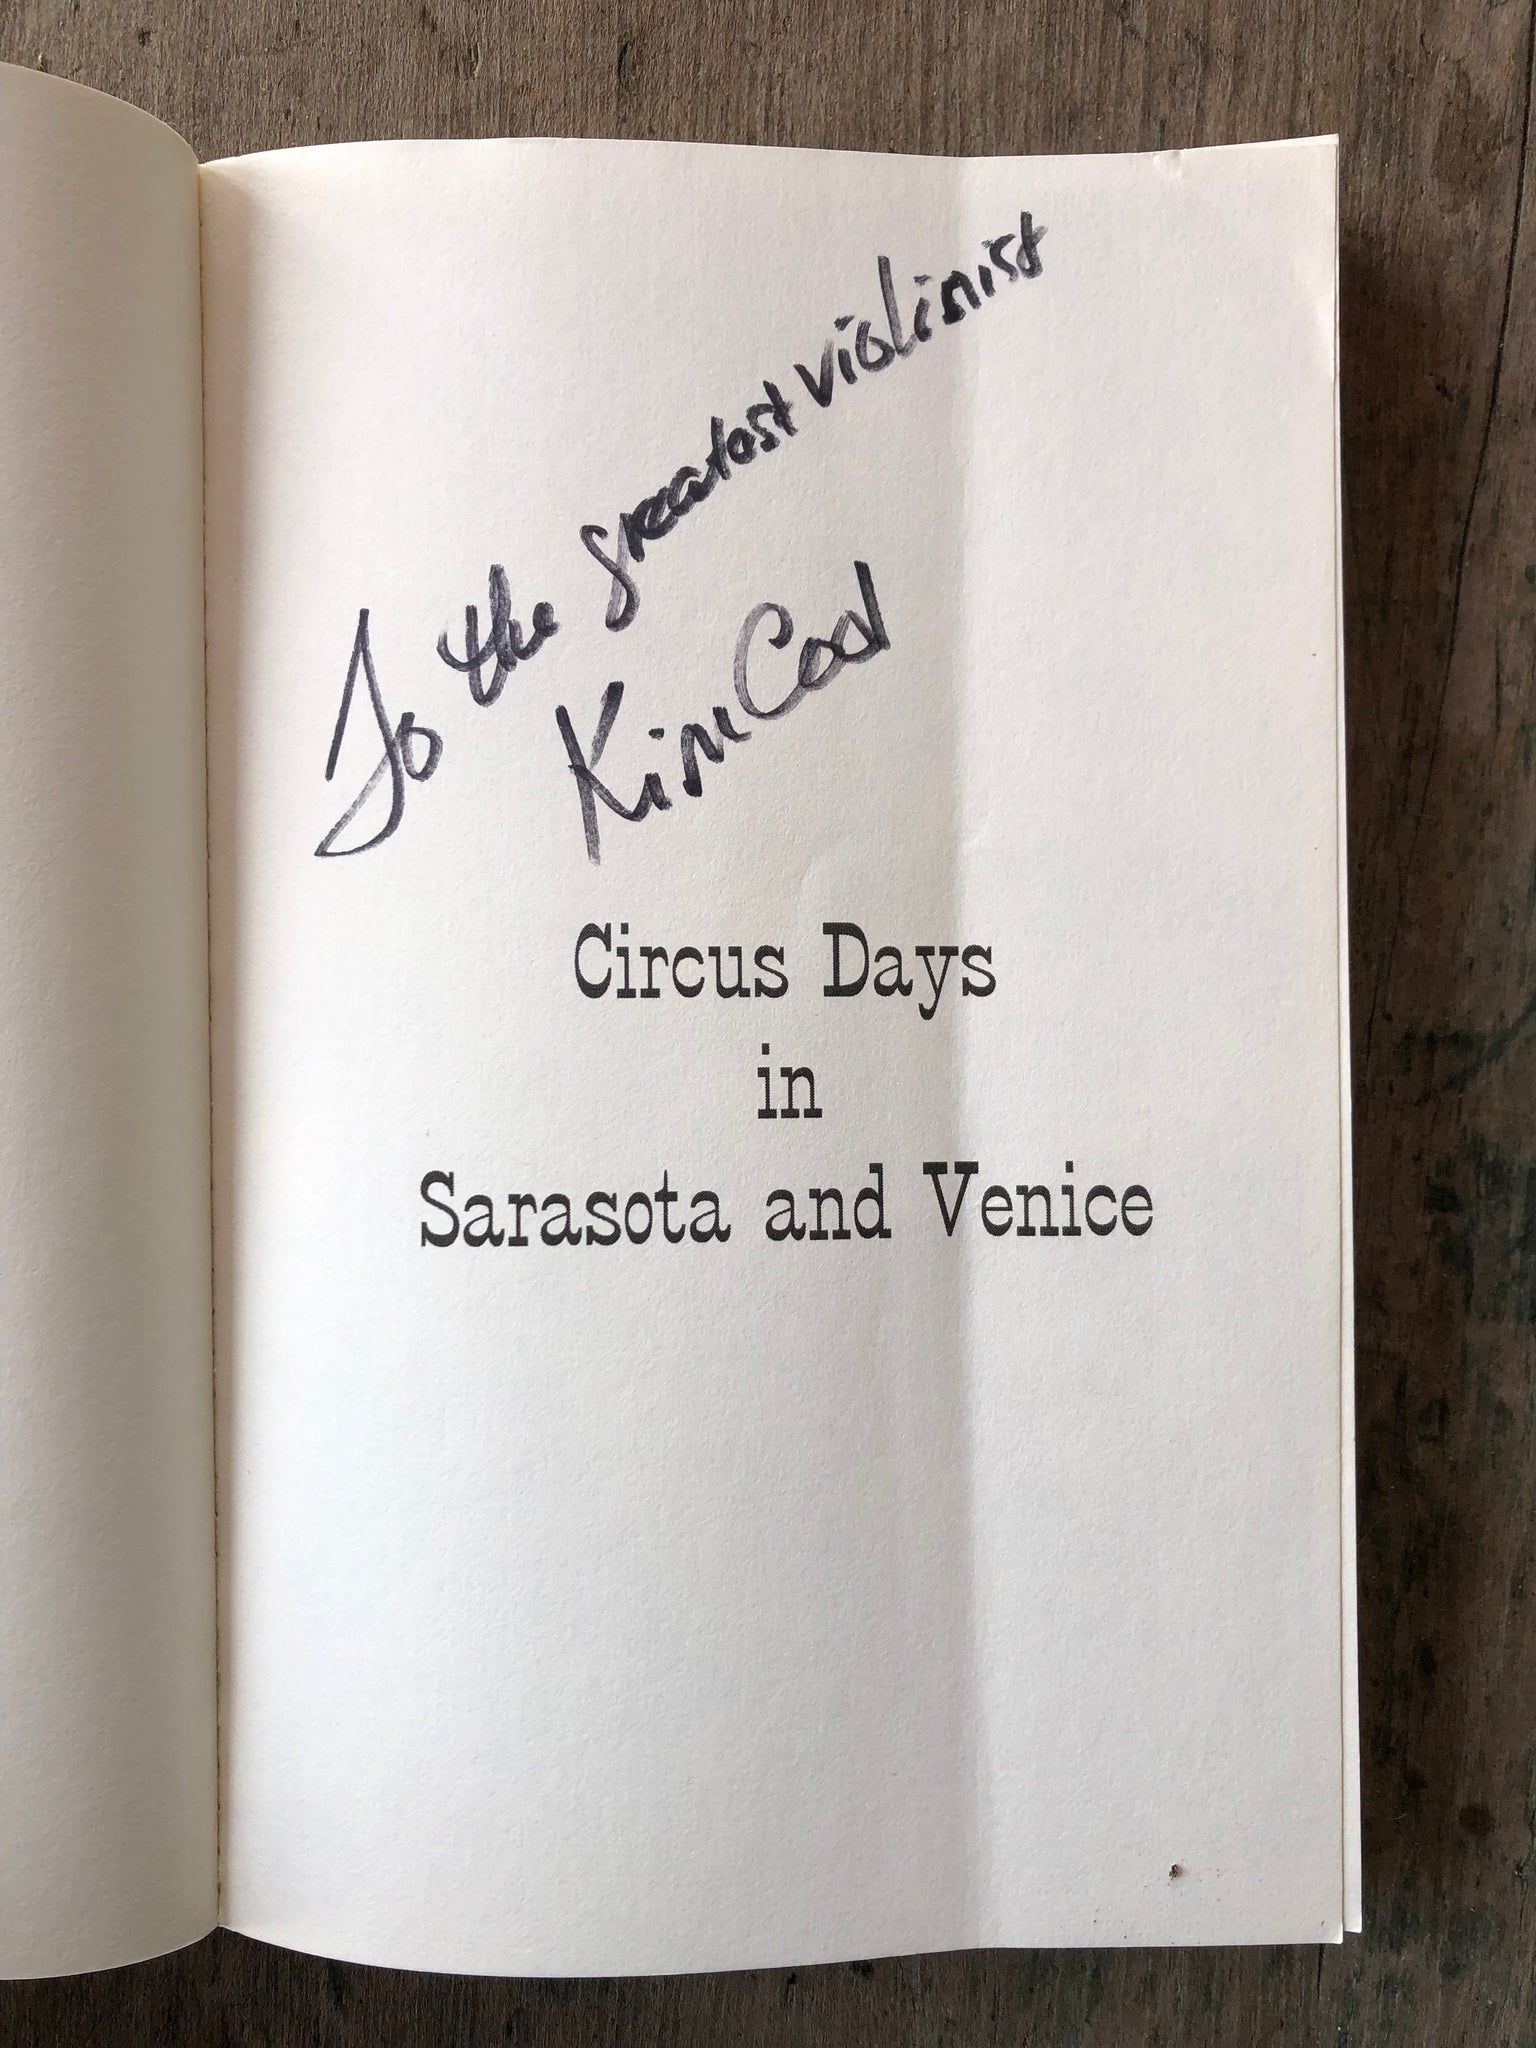 To the greatest violinist
Kim Cool
Circus Days
in
Sarasota and Venice